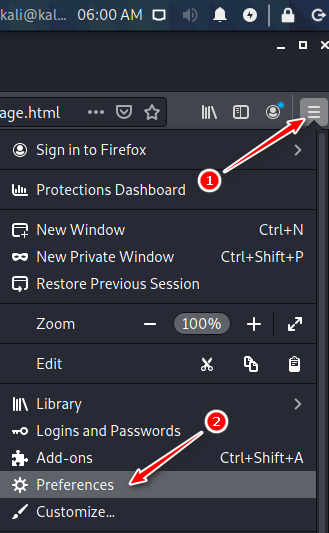 kali@kal... 06:00 AM
age.html
1
Sign in to Firefox
Protections Dashboard
New Window Ctrl+N
New Private Window Ctrl+Shift+P
Restore Previous Session
Zoom 100%
Edit
Library
Logins and Passwords
2
Add-ons Ctrl+Shift+A
Preferences
Customize...